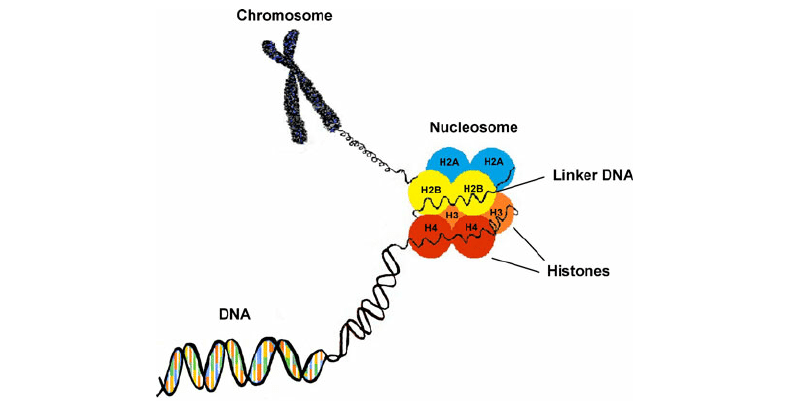 Chromosome
Nucleosome
H2A H2A
Linker DNA
H2B H2B
H3 H3
H4 H4
Histones
DNA